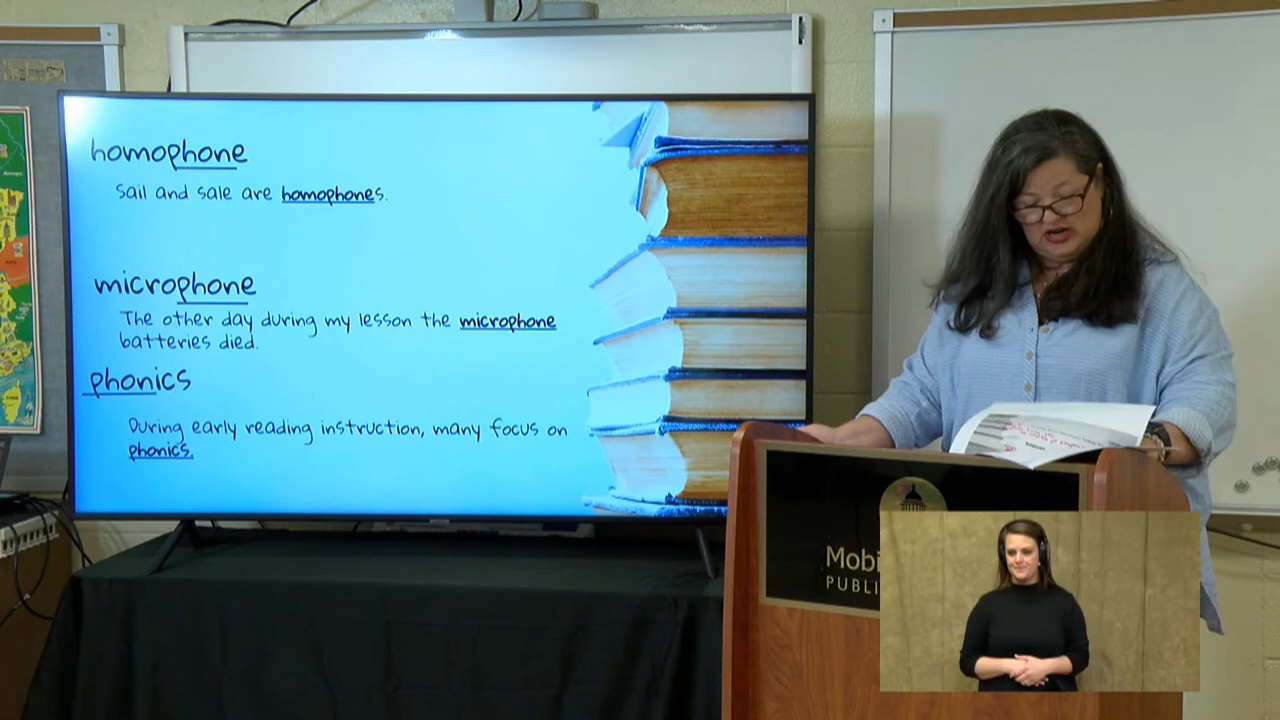 homophone
Sail and sale are homophones.
microphone
The other day during my lesson the microphone
batteries died.
phonics
During early reading instruction, many focus on
phonics.
Mobi
PUBLI